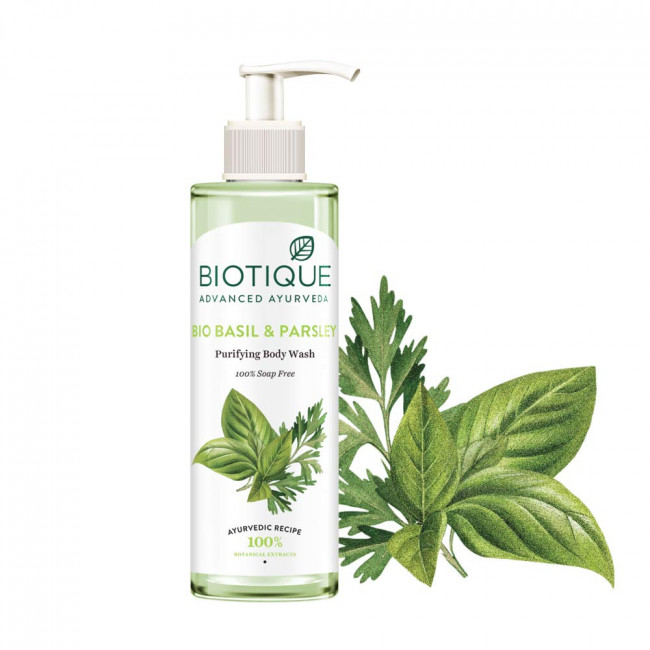 BIOTIQUE
ADVANCED AYURVEDA
BIO BASIL & PARSLEY
Purifying Body Wash
100% Soap Free
AYURVEDIC RECIPE
100%
BOTANICAL EXTRACTS